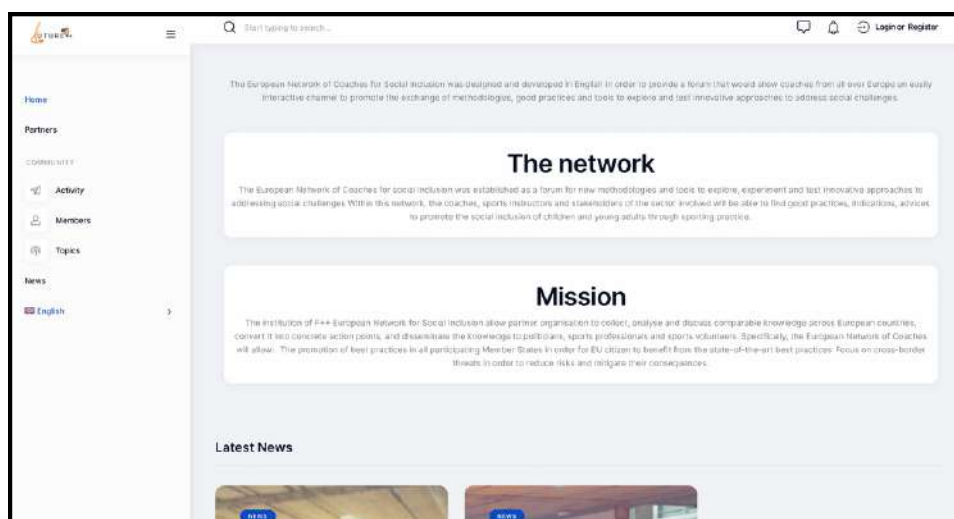 FUTURE
Start typing to search...
Login or Register
Home
Partners
COMMUNITY
Activity
Members
Topics
News
English
The European Network of Coaches for Social Inclusion was designed and developed in English in order to provide a forum that would allow coaches from all over Europe an easily
interactive channel to promote the exchange of methodologies, good practices and tools to explore and test innovative approaches to address social challenges.
The network
The European Network of Coaches for social inclusion was established as a forum for new methodologies and tools to explore, experiment and test innovative approaches to
addressing social challenges. Within this network, the coaches, sports instructors and stakeholders of the sector involved will be able to find good practices, indications, advices
to promote the social inclusion of children and young adults through sporting practice.
Mission
The institution of F++ European Network for Social Inclusion allow partner organisation to collect, analyse and discuss comparable knowledge across European countries,
convert it into concrete action points, and disseminate the knowledge to politicians, sports professionals and sports volunteers. Specifically, the European Network of Coaches
will allow: The promotion of best practices in all participating Member States in order for EU citizen to benefit from the state-of-the-art best practices Focus on cross-border
threats in order to reduce risks and mitigate their consequences.
Latest News
NEWS
NEWS